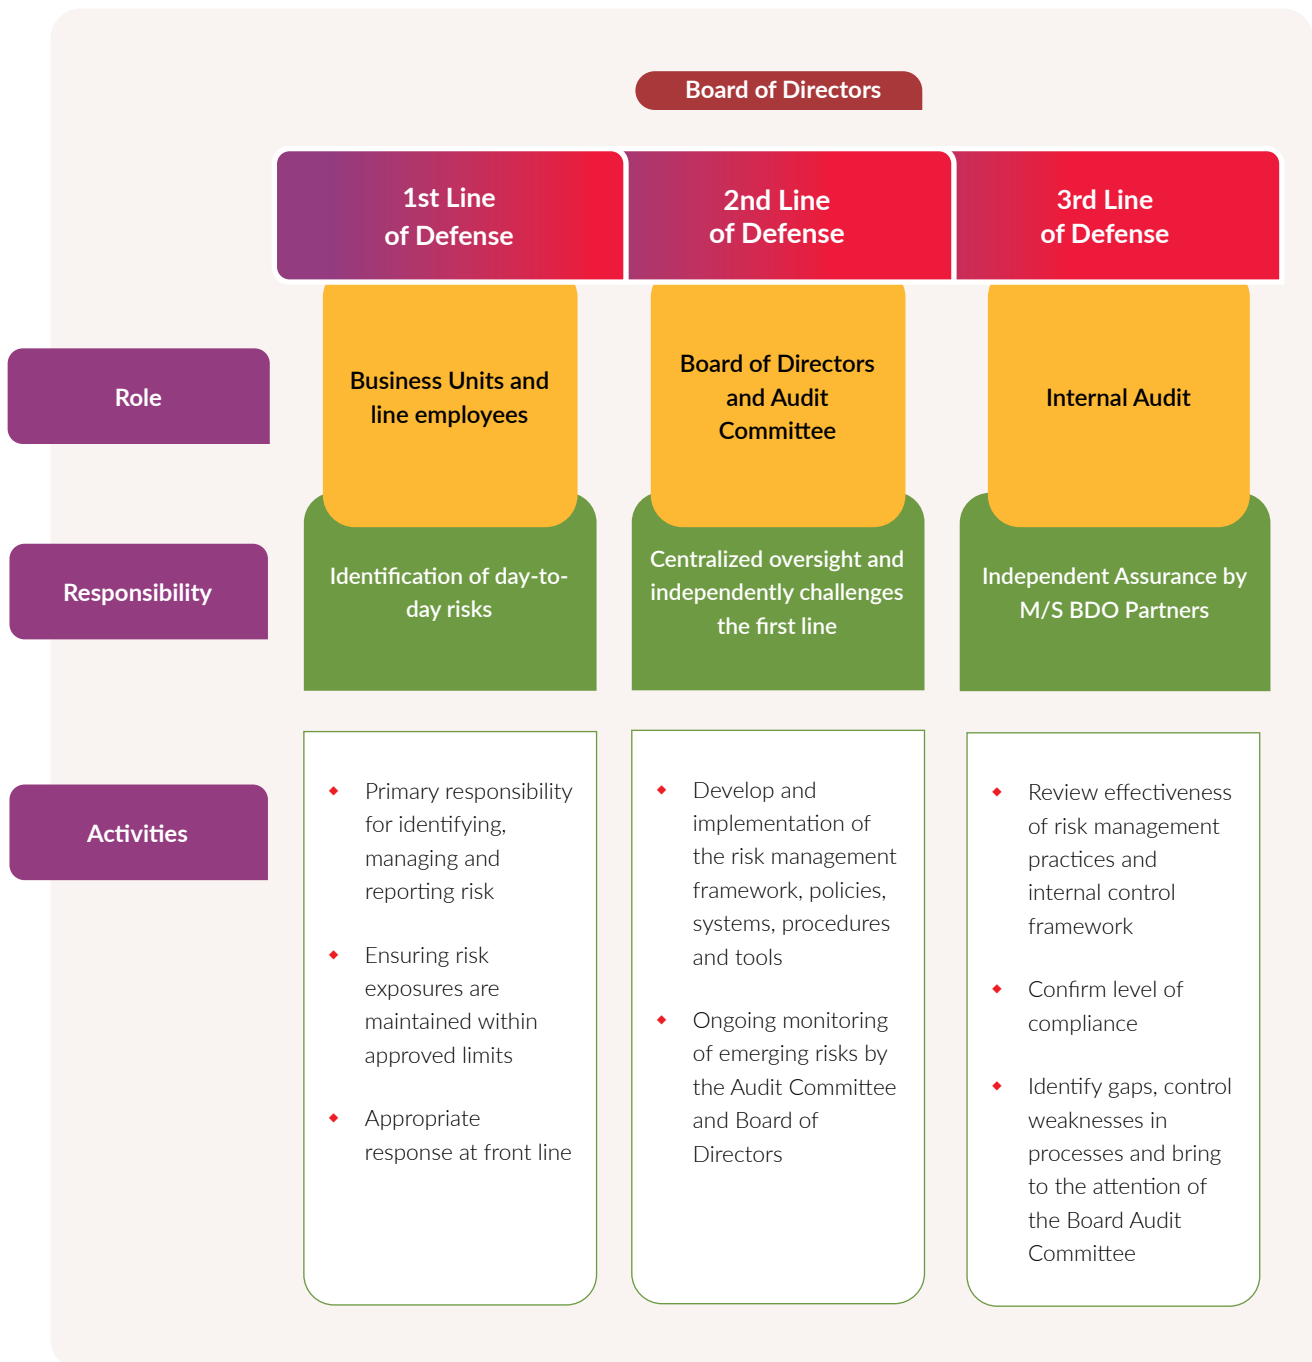 Board of Directors
1st Line
of Defense
2nd Line
of Defense
3rd Line
of Defense
Role
Business Units and
line employees
Board of Directors
and Audit
Committee
Internal Audit
Responsibility
Identification of day-to-
day risks
Centralized oversight and
independently challenges
the first line
Independent Assurance by
M/S BDO Partners
Activities
Primary responsibility
for identifying,
managing and
reporting risk
Ensuring risk
exposures are
maintained within
approved limits
Appropriate
response at front line
Develop and
implementation of
the risk management
framework, policies,
systems, procedures
and tools
Ongoing monitoring
of emerging risks by
the Audit Committee
and Board of
Directors
Review effectiveness
of risk management
practices and
internal control
framework
Confirm level of
compliance
Identify gaps, control
weaknesses in
processes and bring
to the attention of
the Board Audit
Committee